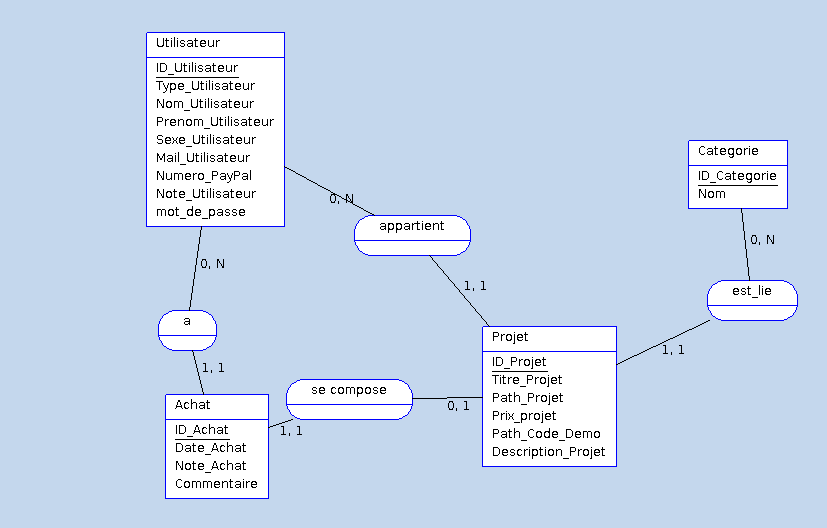 Utilisateur
ID_Utilisateur
Type_Utilisateur
Nom_Utilisateur
Prenom_Utilisateur
Sexe_Utilisateur
Mail_Utilisateur
Numero_PayPal
Note_Utilisateur
mot_de_passe
Categorie
ID_Categorie
Nom
0, N
appartient
0, N
0, N
1, 1
est_lie
a
1, 1
Projet
ID_Projet
Titre_Projet
Path_Projet
Prix_projet
Path_Code_Demo
Description_Projet
1, 1
1, 1
se compose
0, 1
1, 1
Achat
ID_Achat
Date_Achat
Note_Achat
Commentaire